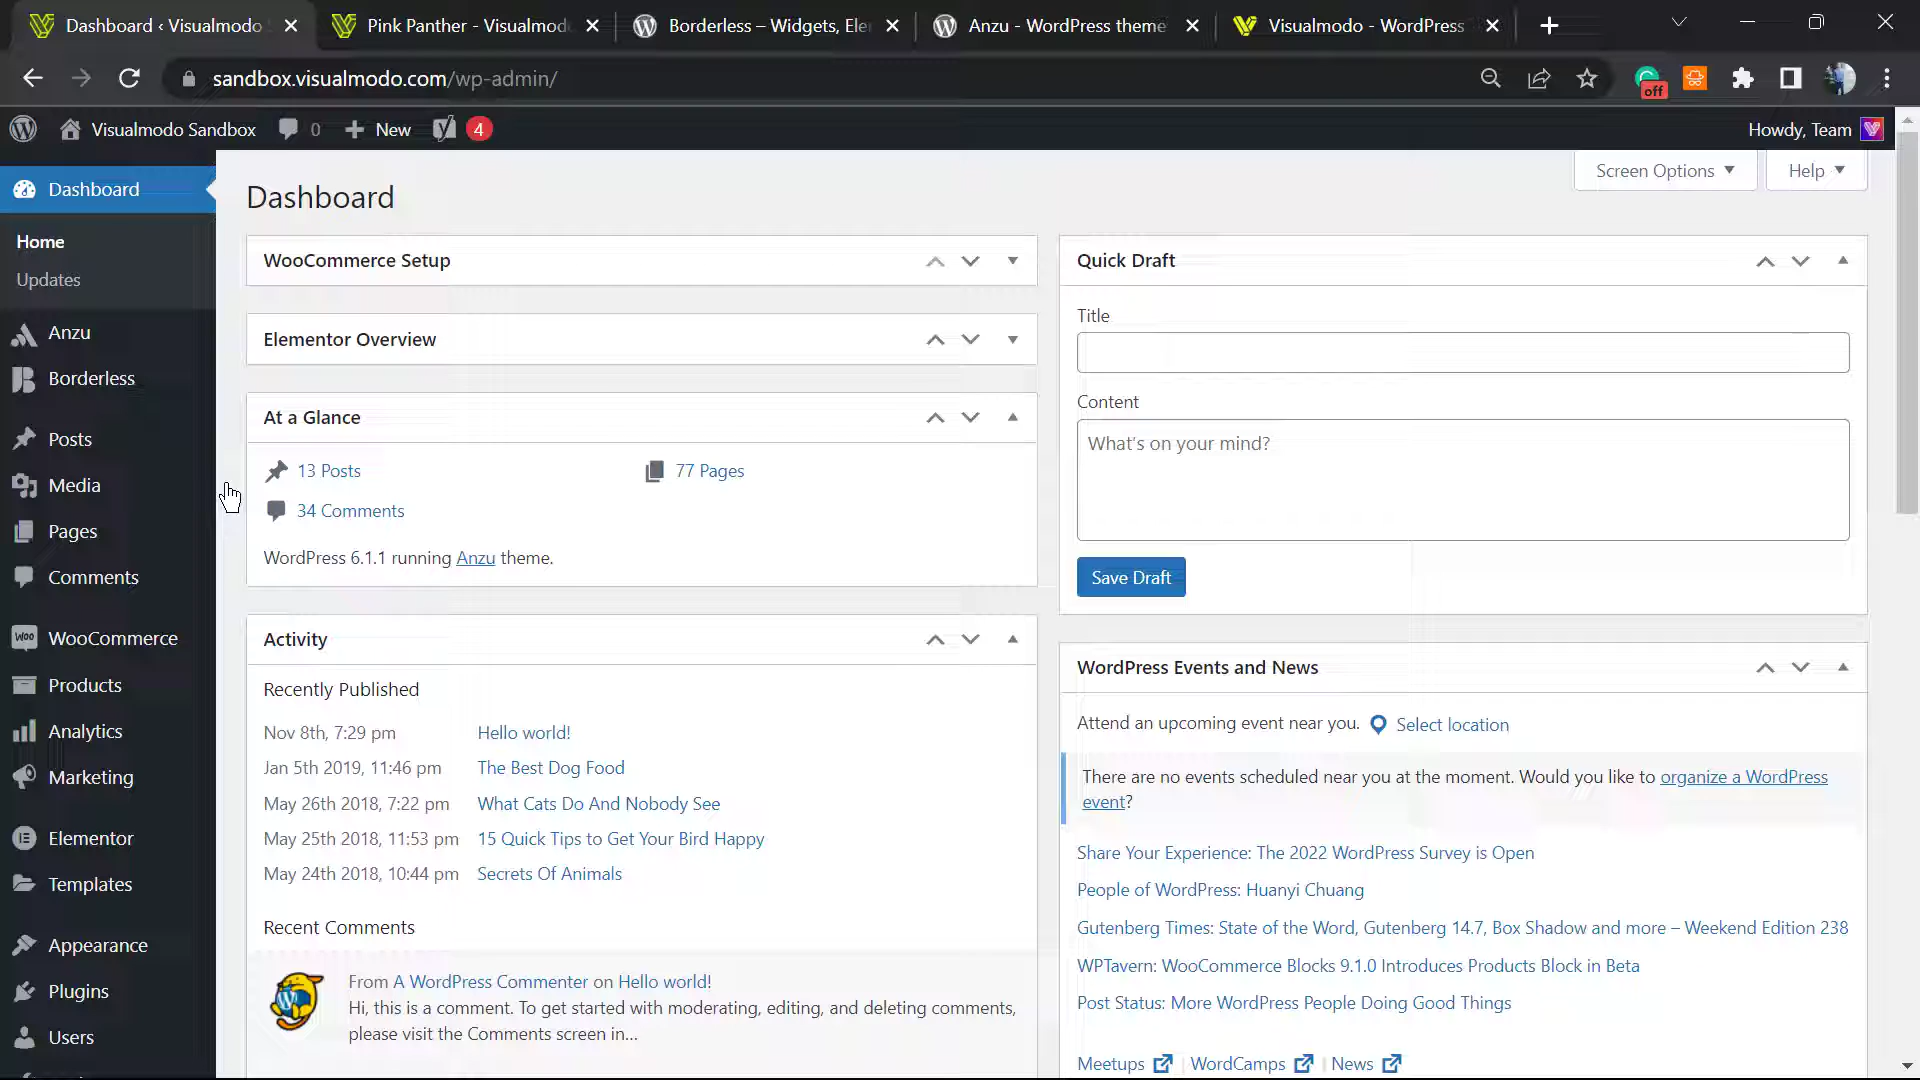 Dashboard ‹ Visualmodo S
Pink Panther - Visualmodo
Borderless – Widgets, Ele
Anzu - WordPress theme
Visualmodo - WordPress
sandbox.visualmodo.com/wp-admin/
off
Visualmodo Sandbox
0
New
4
Howdy, Team
Dashboard
Home
Updates
Anzu
Borderless
Posts
Media
Pages
Comments
WooCommerce
Products
Analytics
Marketing
Elementor
Templates
Appearance
Plugins
Users
Screen Options
Help
Dashboard
WooCommerce Setup
Elementor Overview
At a Glance
13 Posts
77 Pages
34 Comments
WordPress 6.1.1 running Anzu theme.
Activity
Recently Published
Nov 8th, 7:29 pm Hello world!
Jan 5th 2019, 11:46 pm The Best Dog Food
May 26th 2018, 7:22 pm What Cats Do And Nobody See
May 25th 2018, 11:53 pm 15 Quick Tips to Get Your Bird Happy
May 24th 2018, 10:44 pm Secrets Of Animals
Recent Comments
From A WordPress Commenter on Hello world!
Hi, this is a comment. To get started with moderating, editing, and deleting comments,
please visit the Comments screen in…
Quick Draft
Title
Content
What's on your mind?
Save Draft
WordPress Events and News
Attend an upcoming event near you. Select location
There are no events scheduled near you at the moment. Would you like to organize a WordPress
event?
Share Your Experience: The 2022 WordPress Survey is Open
People of WordPress: Huanyi Chuang
Gutenberg Times: State of the Word, Gutenberg 14.7, Box Shadow and more – Weekend Edition 238
WPTavern: WooCommerce Blocks 9.1.0 Introduces Products Block in Beta
Post Status: More WordPress People Doing Good Things
Meetups | WordCamps | News